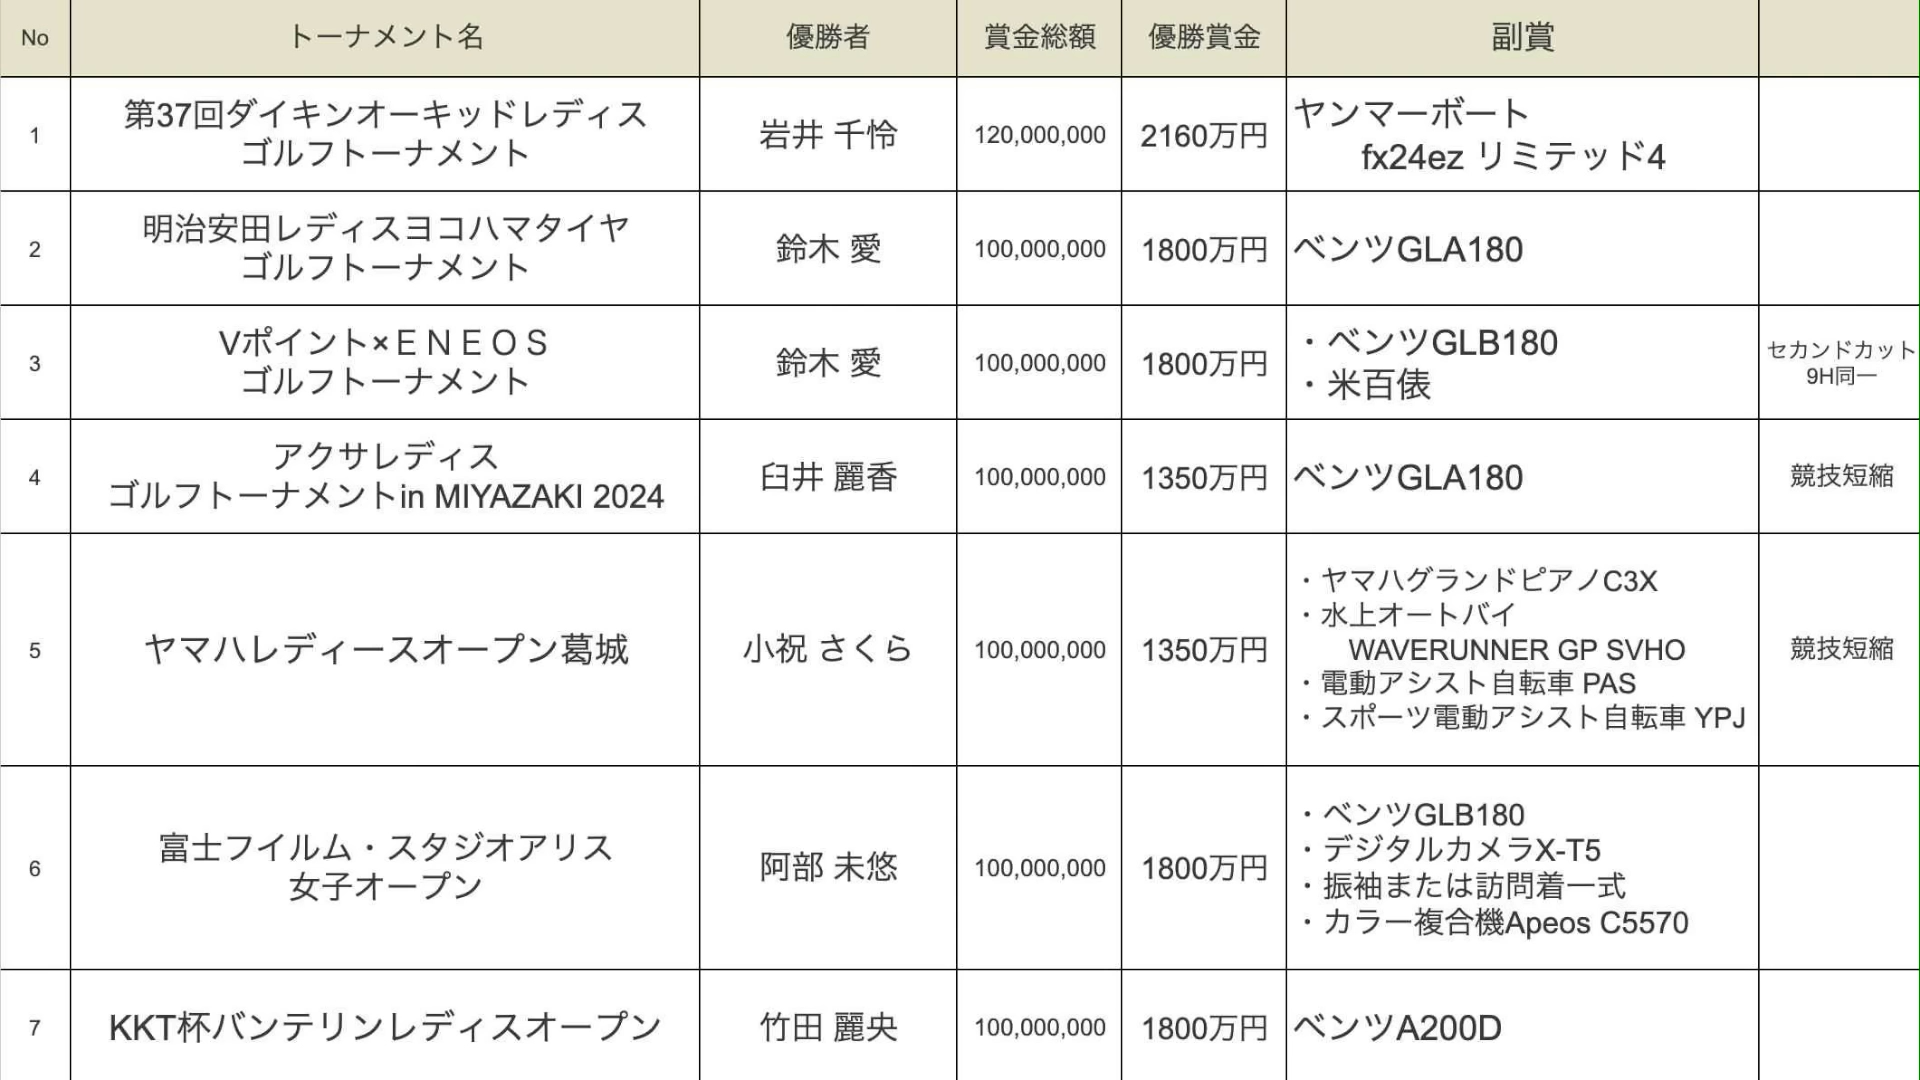 No トーナメント名 優勝者 賞金総額 優勝賞金 副賞
1 第37回ダイキンオーキッドレディス
ゴルフトーナメント 岩井 千怜 120,000,000 2160万円 ヤンマーボート
fx24ez リミテッド4
2 明治安田レディスヨコハマタイヤ
ゴルフトーナメント 鈴木 愛 100,000,000 1800万円 ベンツGLA180
3 Vポイント×ＥＮＥＯＳ
ゴルフトーナメント 鈴木 愛 100,000,000 1800万円 ・ベンツGLB180
・米百俵 セカンドカット
9H同一
4 アクサレディス
ゴルフトーナメントin MIYAZAKI 2024 臼井 麗香 100,000,000 1350万円 ベンツGLA180 競技短縮
5 ヤマハレディースオープン葛城 小祝 さくら 100,000,000 1350万円 ・ヤマハグランドピアノC3X
・水上オートバイ
WAVERUNNER GP SVHO
・電動アシスト自転車 PAS
・スポーツ電動アシスト自転車 YPJ 競技短縮
6 富士フイルム・スタジオアリス
女子オープン 阿部 未悠 100,000,000 1800万円 ・ベンツGLB180
・デジタルカメラX-T5
・振袖または訪問着一式
・カラー複合機Apeos C5570
7 KKT杯バンテリンレディスオープン 竹田 麗央 100,000,000 1800万円 ベンツA200D